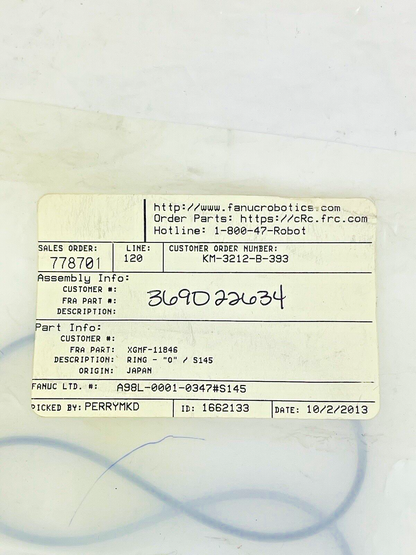 http://www.fanucrobotics.com
Order Parts: https://cRc.frc.com
Hotline: 1-800-47-Robot
SALES ORDER: LINE: CUSTOMER ORDER NUMBER:
778701 120 KM-3212-B-393
Assembly Info:
CUSTOMER #:
FRA PART #: 369D22634
DESCRIPTION:
Part Info:
CUSTOMER #:
FRA PART: XGMF-11846
DESCRIPTION: RING - "O" / S145
ORIGIN: JAPAN
FANUC LTD. #: A98L-0001-0347#S145
PICKED BY: PERRYMKD ID: 1662133 DATE: 10/2/2013